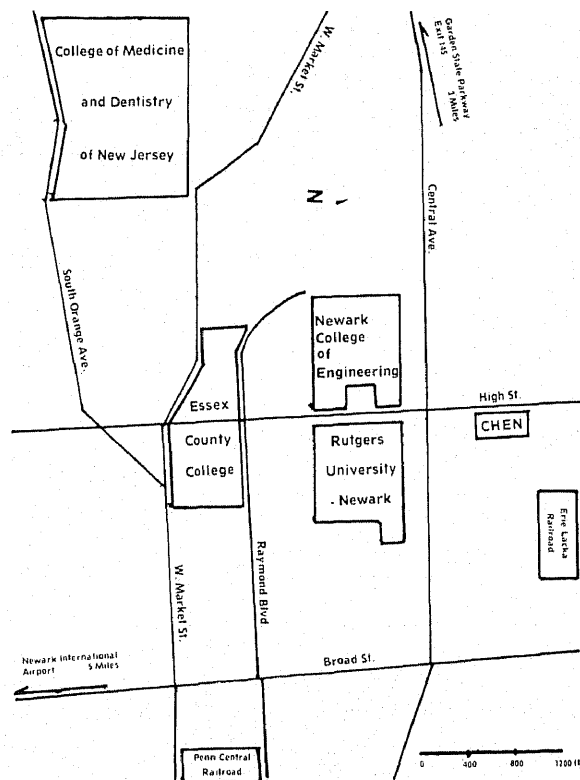 College of Medicine
and Dentistry
of New Jersey
W. Market St.
Garden State Parkway
Exit 145
3 Miles
N
Central Ave.
South Orange Ave.
Newark
College
of
Engineering
High St.
CHEN
Essex
County
College
Rutgers
University
- Newark
Erie Lacka
Railroad
W. Market St.
Raymond Blvd
Newark International
Airport 5 Miles
Broad St.
Penn Central
Railroad
0 400 800